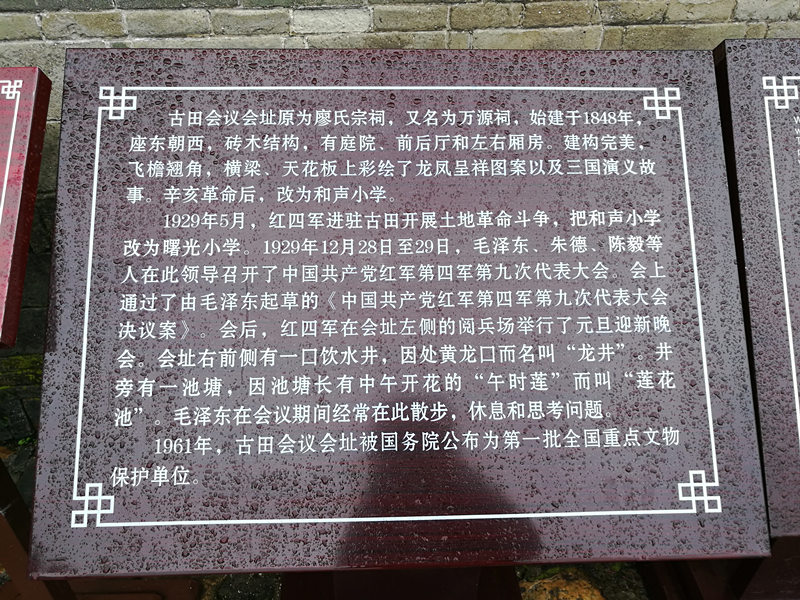 古田会议会址原为廖氏宗祠，又名为万源祠，始建于1848年，
座东朝西，砖木结构，有庭院、前后厅和左右厢房。建构完美，
飞檐翘角，横梁、天花板上彩绘了龙凤呈祥图案以及三国演义故
事。辛亥革命后，改为和声小学。
1929年5月，红四军进驻古田开展土地革命斗争，把和声小学
改为曙光小学。1929年12月28日至29日，毛泽东、朱德、陈毅等
人在此领导召开了中国共产党红军第四军第九次代表大会。会上
通过了由毛泽东起草的《中国共产党红军第四军第九次代表大会
决议案》。会后，红四军在会址左侧的阅兵场举行了元旦迎新晚
会。会址右前侧有一口饮水井，因处黄龙口而名叫“龙井”。井
旁有一池塘，因池塘长有中午开花的“午时莲”而叫“莲花
池”。毛泽东在会议期间经常在此散步，休息和思考问题。
1961年，古田会议会址被国务院公布为第一批全国重点文物
保护单位。